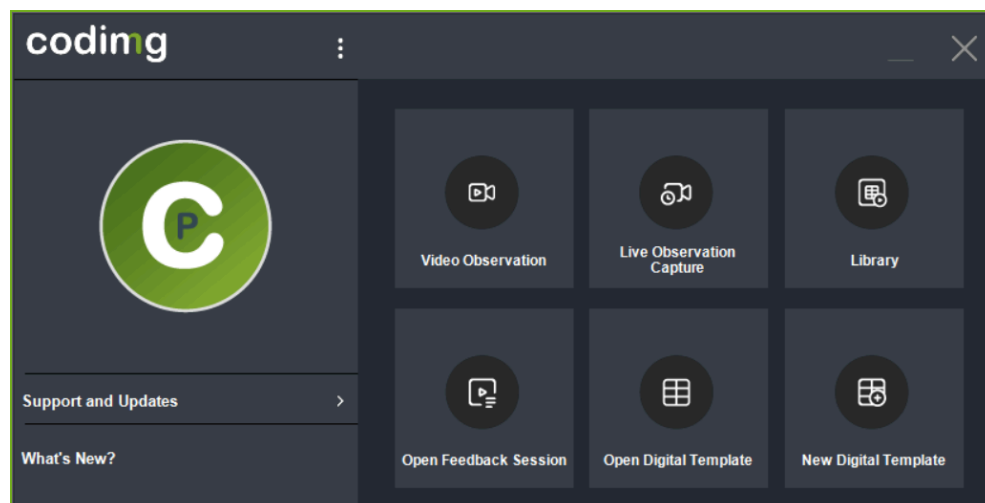 codimg
C
P
Support and Updates
What's New?
Video Observation
Live Observation
Capture
Library
Open Feedback Session
Open Digital Template
New Digital Template